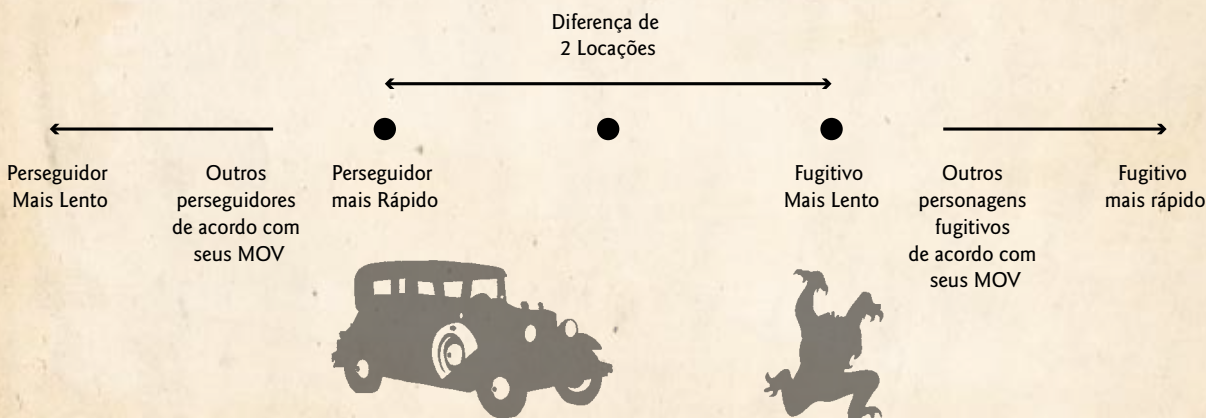 Diferença de
2 Locações
Perseguidor
Mais Lento
Outros
perseguidores
de acordo com
seus MOV
Perseguidor
mais Rápido
Fugitivo
Mais Lento
Outros
personagens
fugitivos
de acordo com
seus MOV
Fugitivo
mais rápido